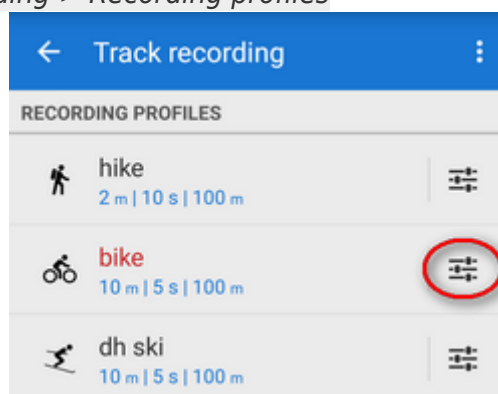 ding > Recording profiles
Track recording
RECORDING PROFILES
hike
2 m | 10 s | 100 m
bike
10 m | 5 s | 100 m
dh ski
10 m | 5 s | 100 m